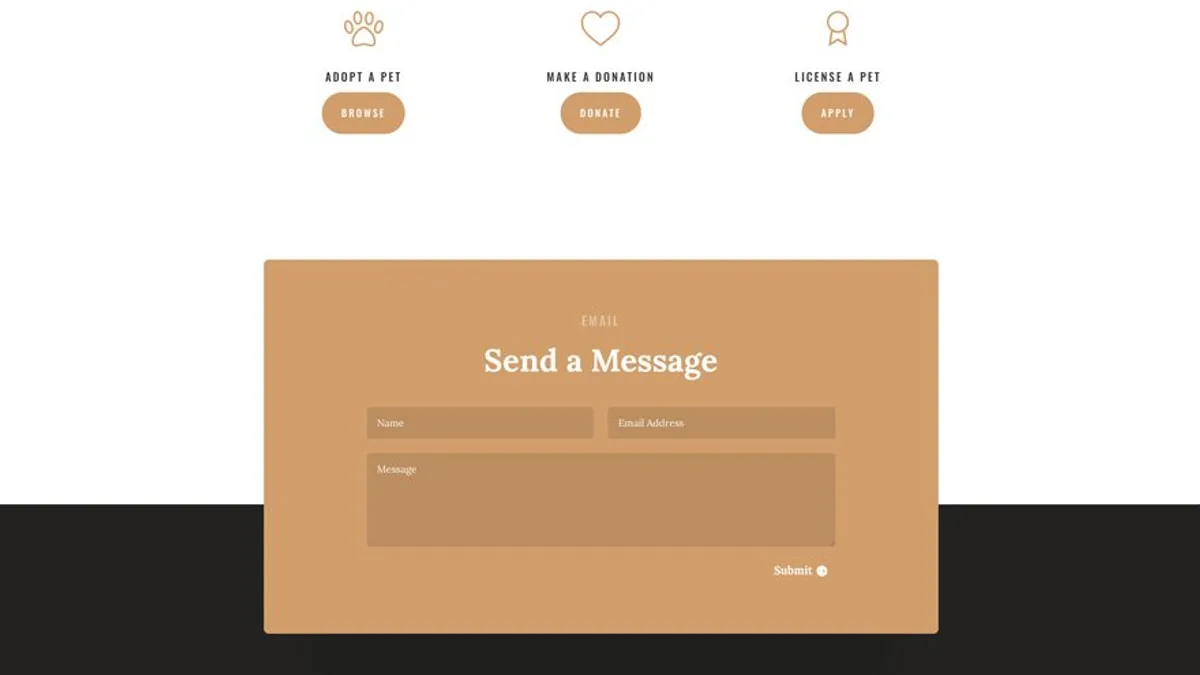 ADOPT A PET MAKE A DONATION LICENSE A PET
BROWSE DONATE APPLY
EMAIL
Send a Message
Name Email Address
Message
Submit